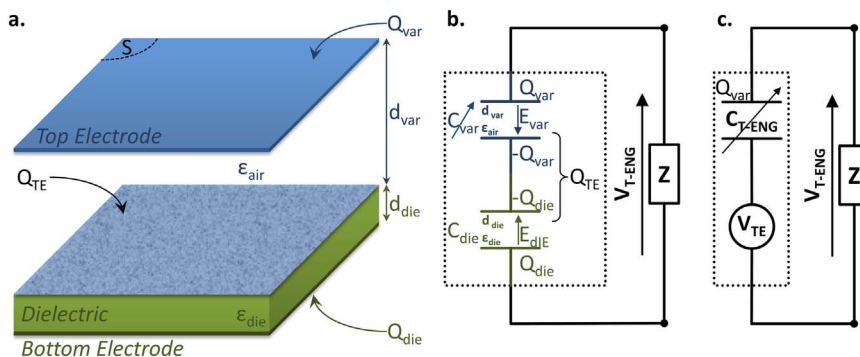 a.
S
Q_var
Top Electrode
d_var
ε_air
Q_TE
d_die
Dielectric
ε_die
Bottom Electrode
Q_die
b.
Q_var
C_var
d_var
ε_air
E_var
-Q_var
Q_TE
-Q_die
C_die
d_die
ε_die
E_dIE
Q_die
V_T-ENG
Z
c.
Q_var
C_T-ENG
V_TE
V_T-ENG
Z